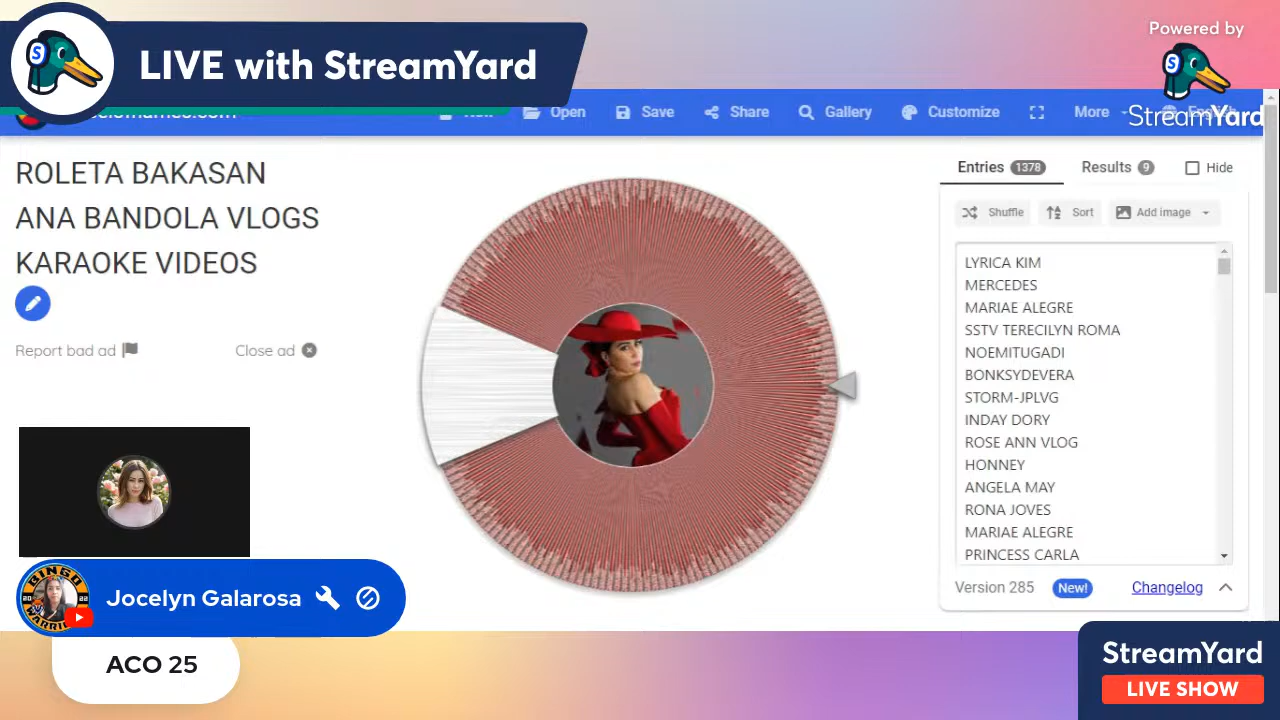 LIVE with StreamYard
Powered by
StreamYard
Open
Save
Share
Gallery
Customize
More
ROLETA BAKASAN
ANA BANDOLA VLOGS
KARAOKE VIDEOS
Report bad ad
Close ad
Entries 1378
Results 9
Hide
Shuffle
Sort
Add image
LYRICA KIM
MERCEDES
MARIAE ALEGRE
SSTV TERECILYN ROMA
NOEMITUGADI
BONKSYDEVERA
STORM-JPLVG
INDAY DORY
ROSE ANN VLOG
HONNEY
ANGELA MAY
RONA JOVES
MARIAE ALEGRE
PRINCESS CARLA
Version 285
New!
Changelog
BINGO
20 22
Jocelyn Galarosa
ACO 25
StreamYard
LIVE SHOW